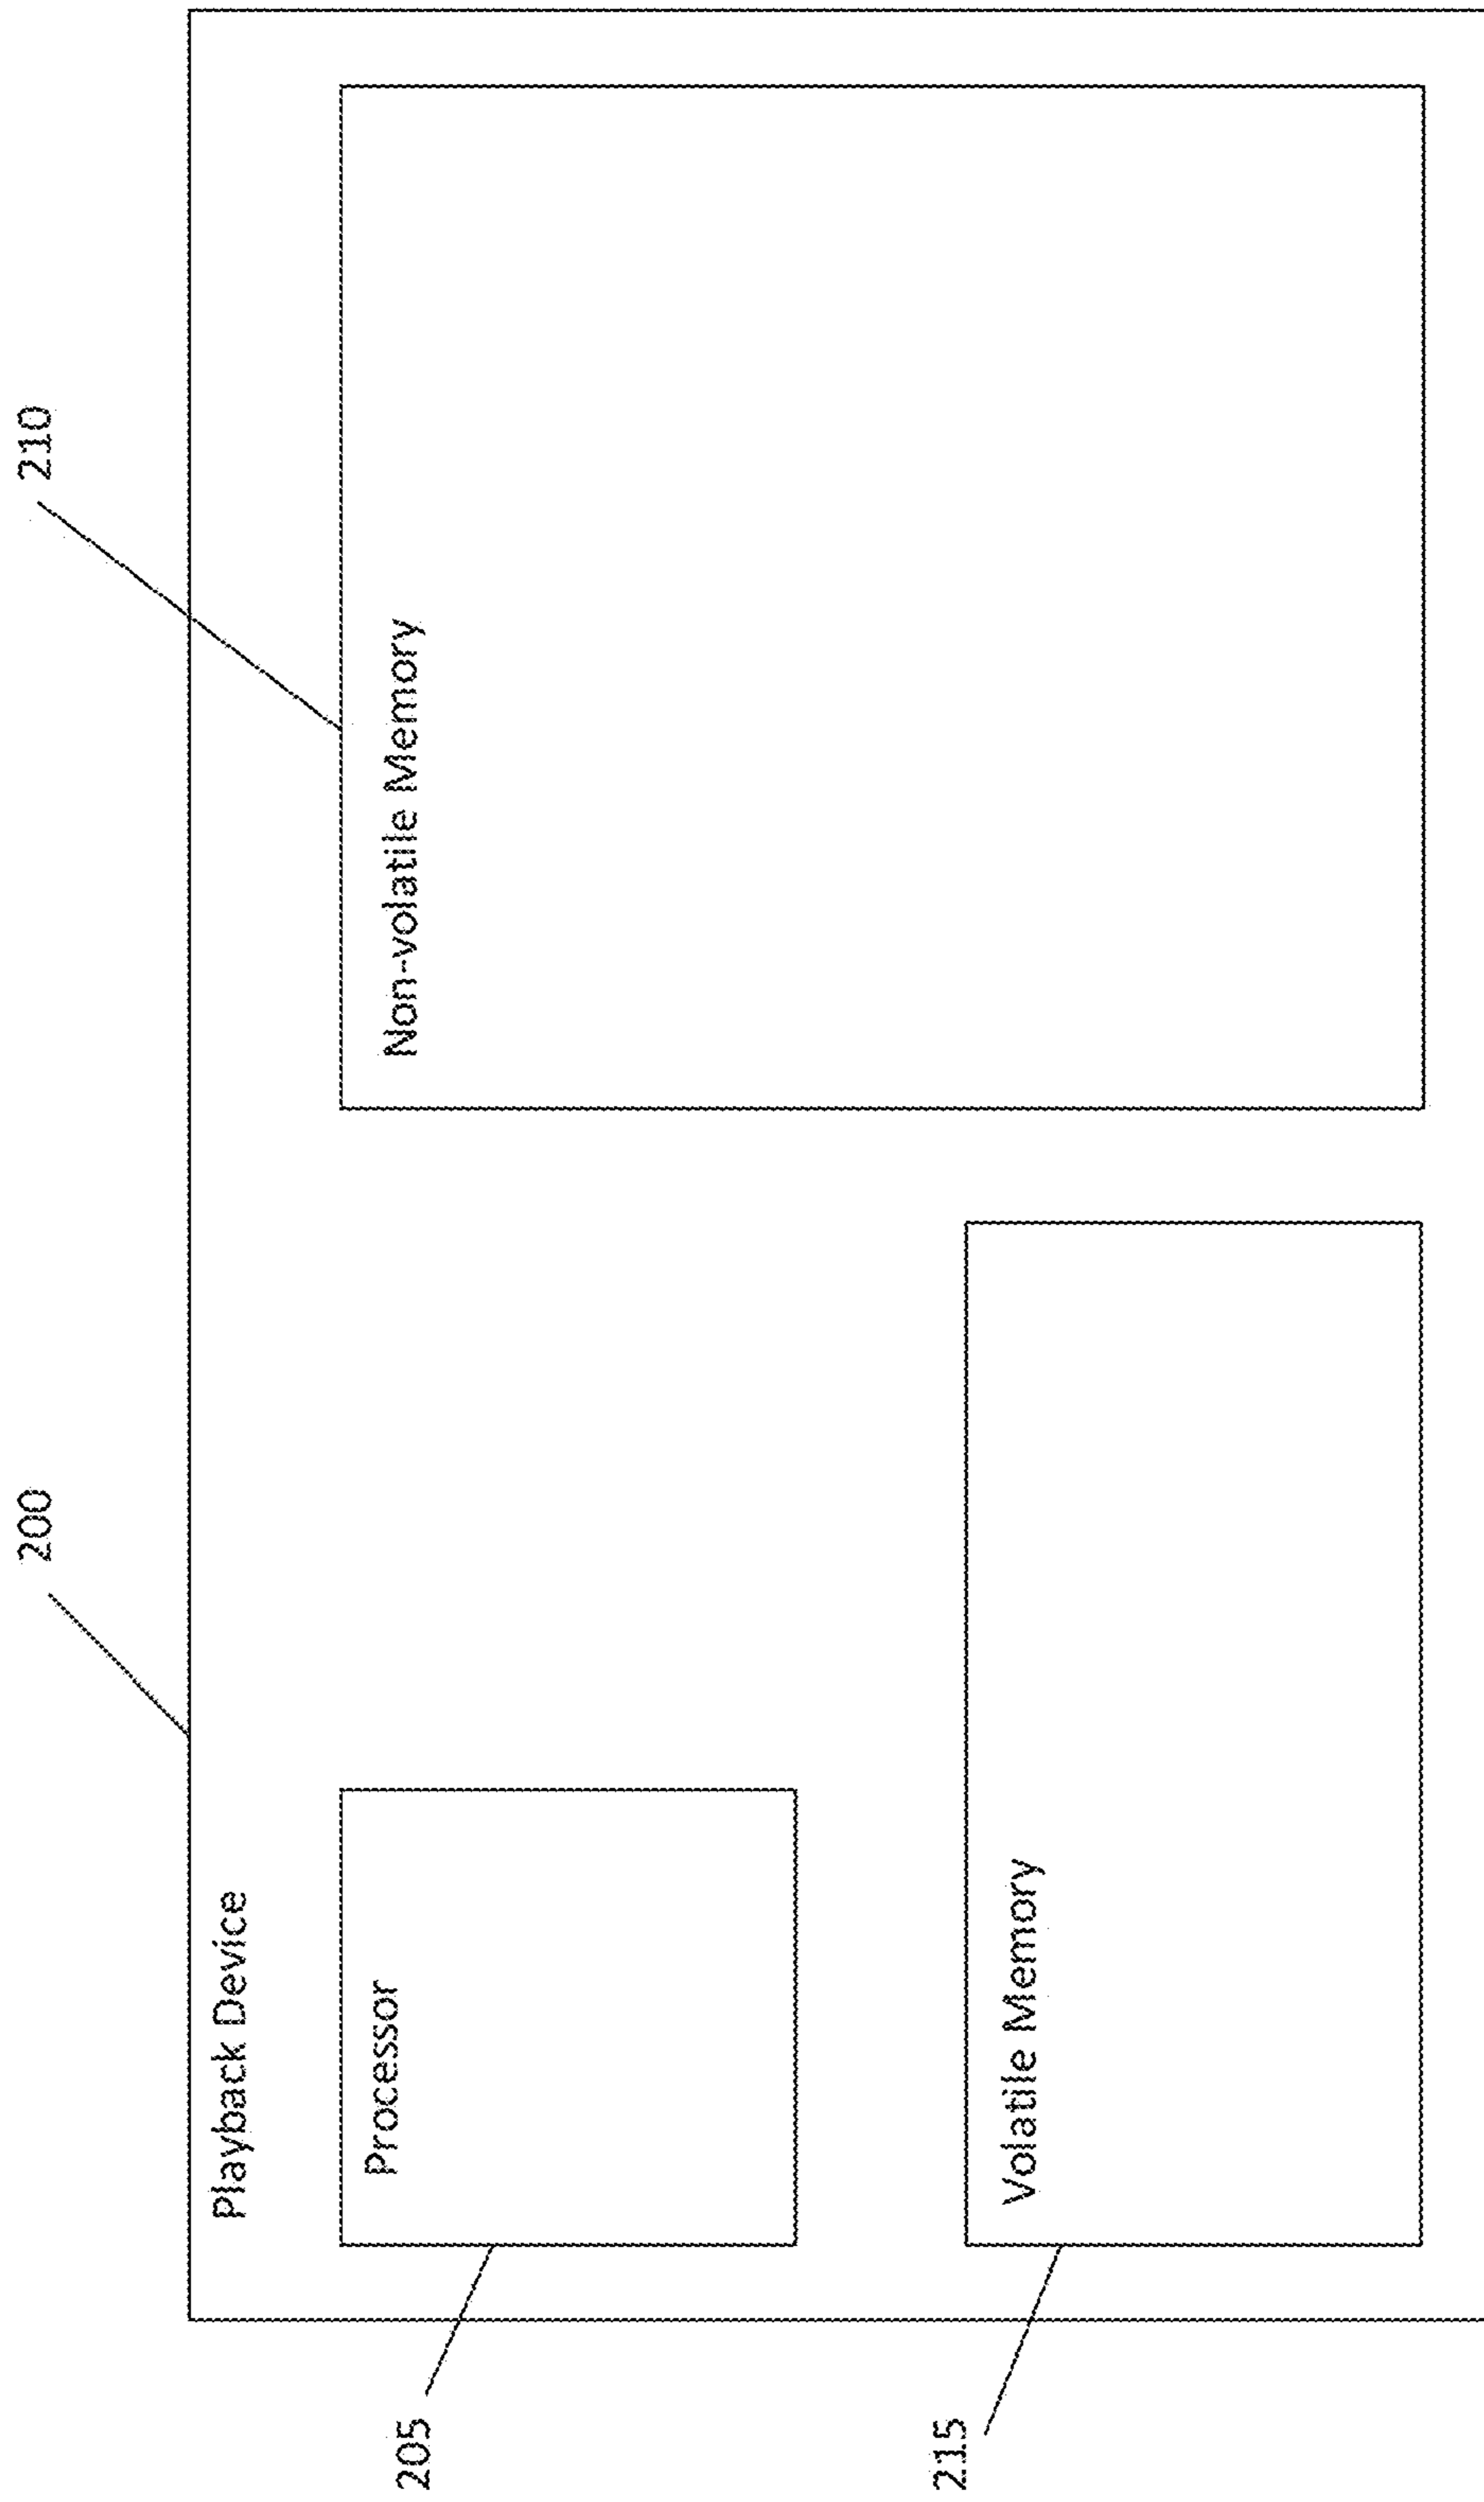 200
210
Playback Device
205
Processor
Non-volatile Memory
215
Volatile Memory